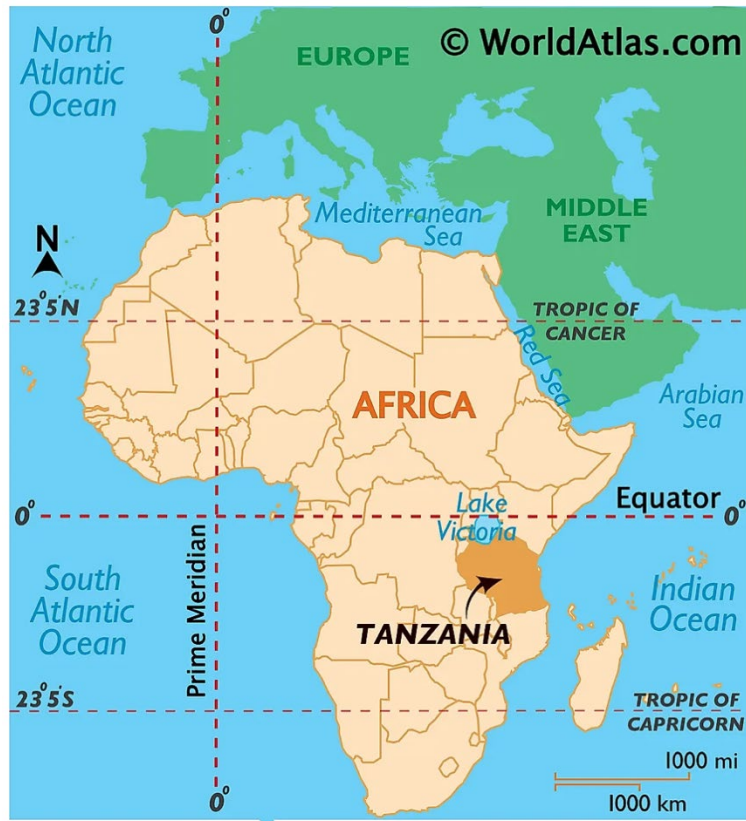 0°
© WorldAtlas.com
North
Atlantic
Ocean
EUROPE
Mediterranean
Sea
MIDDLE
EAST
N
23°5'N
TROPIC OF
CANCER
Red Sea
AFRICA
Arabian
Sea
Lake
Victoria
Equator
0°
0°
South
Atlantic
Ocean
Prime Meridian
Indian
Ocean
TANZANIA
23°5'S
TROPIC OF
CAPRICORN
1000 mi
1000 km
0°